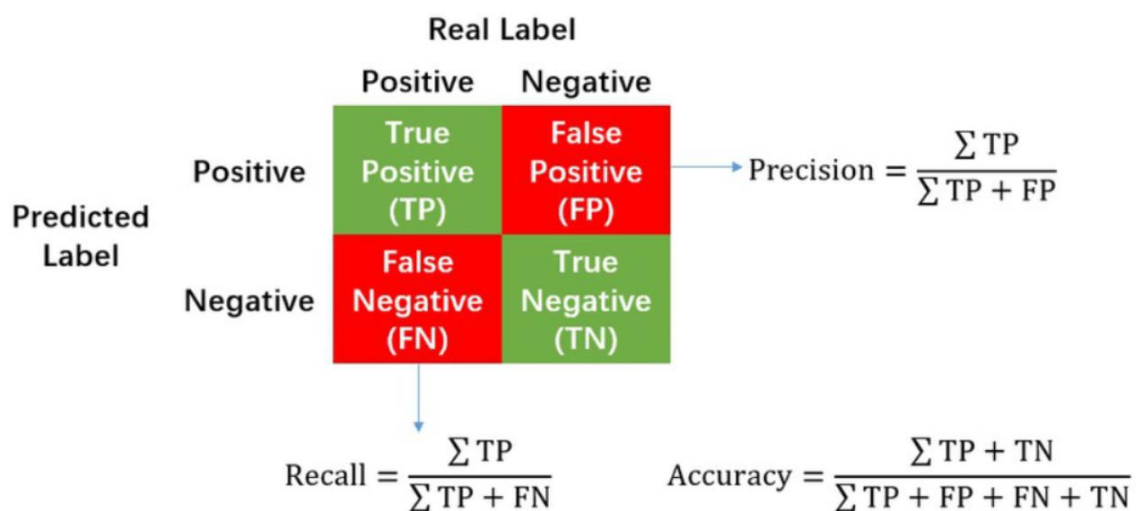 Real Label
Positive Negative
Positive
True
Positive
(TP)
False
Positive
(FP)
Precision = ∑ TP / ∑ TP + FP
Predicted
Label
Negative
False
Negative
(FN)
True
Negative
(TN)
Recall = ∑ TP / ∑ TP + FN
Accuracy = ∑ TP + TN / ∑ TP + FP + FN + TN